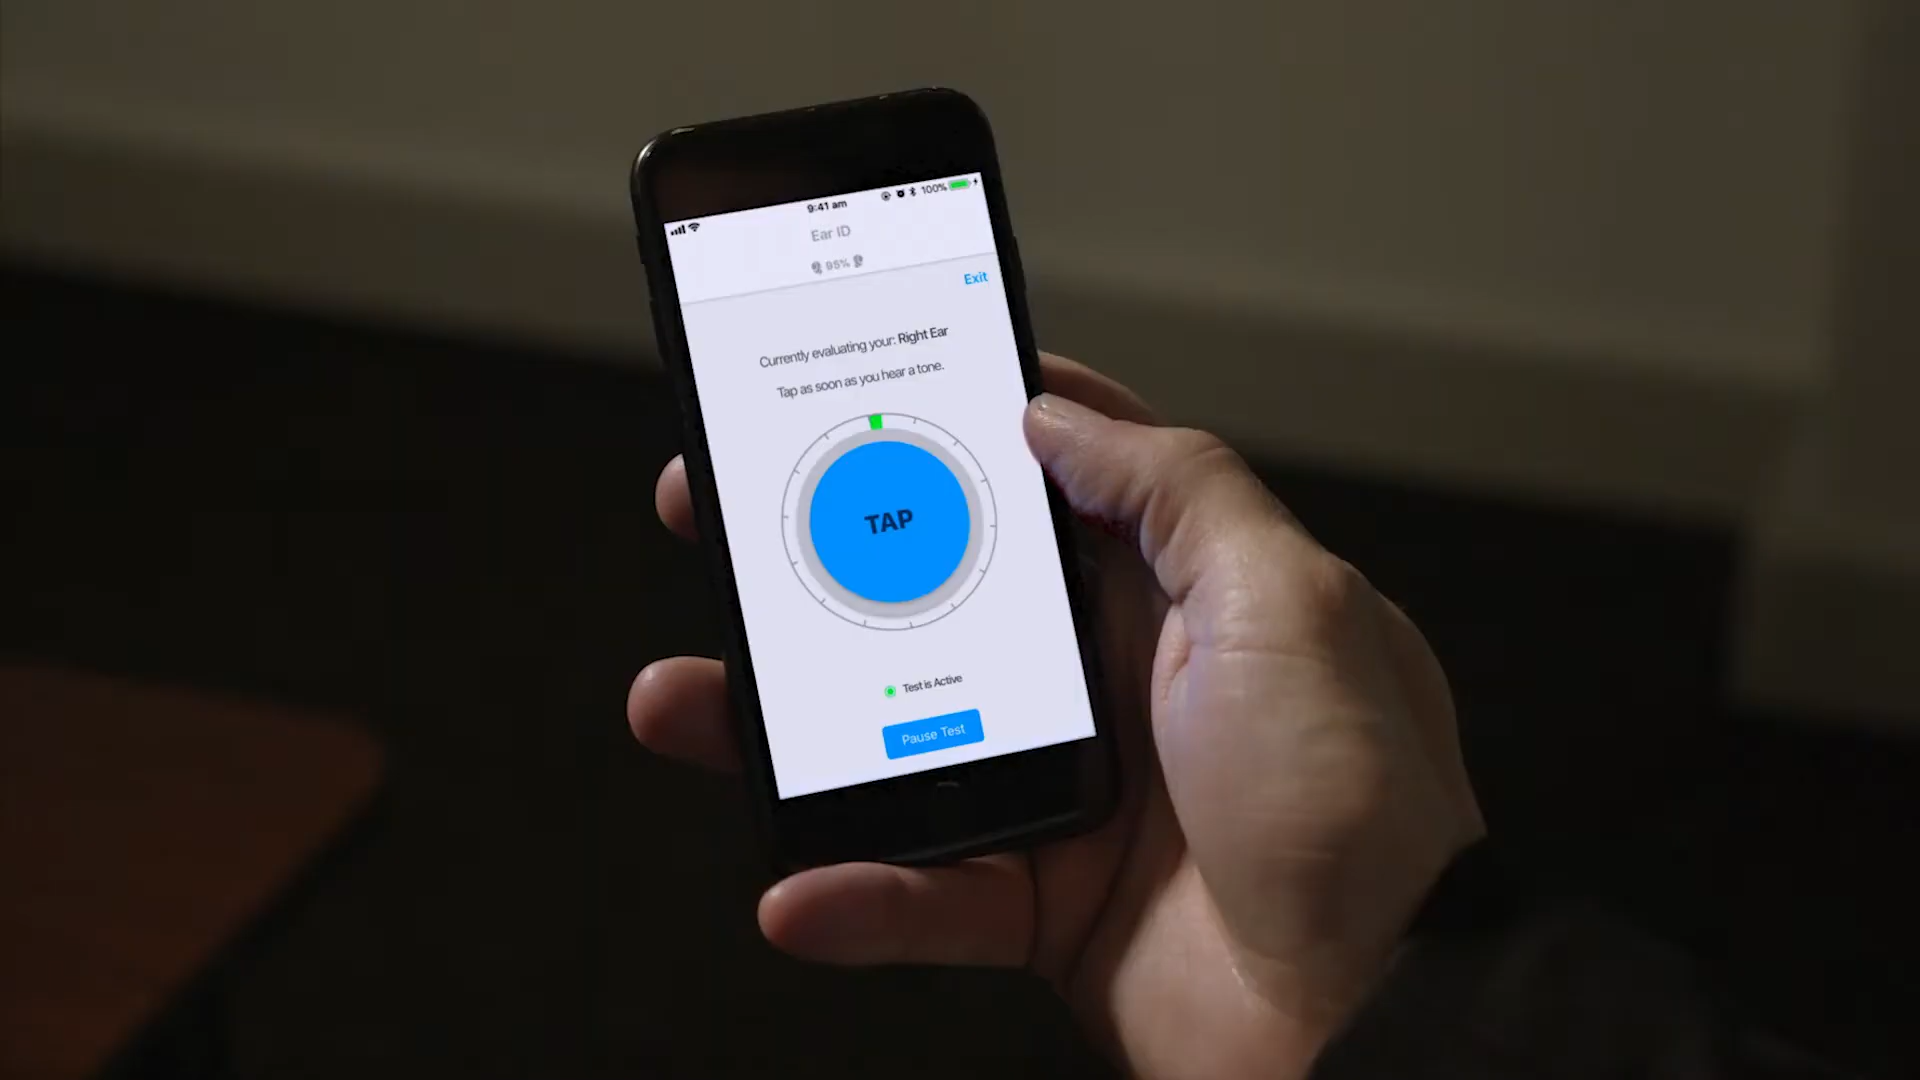 9:41 am
100%
Ear ID
95%
Exit
Currently evaluating your: Right Ear
Tap as soon as you hear a tone.
TAP
Test is Active
Pause Test